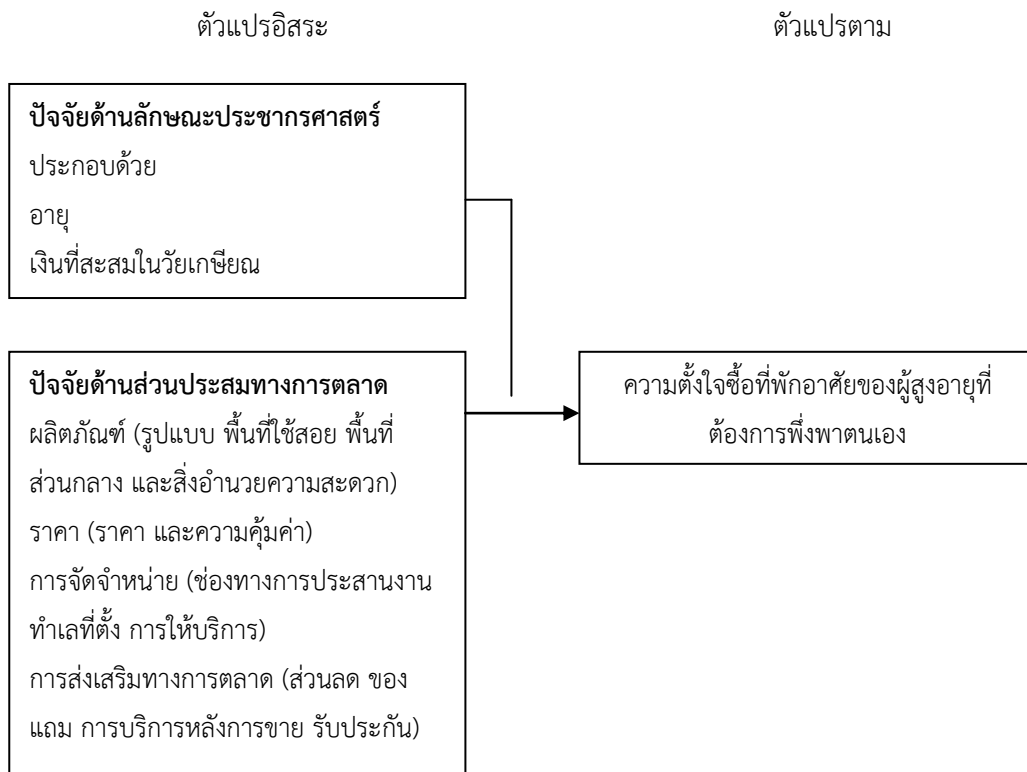 ตัวแปรอิสระ
ตัวแปรตาม
ปัจจัยด้านลักษณะประชากรศาสตร์
ประกอบด้วย
อายุ
เงินที่สะสมในวัยเกษียณ
ปัจจัยด้านส่วนประสมทางการตลาด
ผลิตภัณฑ์ (รูปแบบ พื้นที่ใช้สอย พื้นที่
ส่วนกลาง และสิ่งอำนวยความสะดวก)
ราคา (ราคา และความคุ้มค่า)
การจัดจำหน่าย (ช่องทางการประสานงาน
ทำเลที่ตั้ง การให้บริการ)
การส่งเสริมทางการตลาด (ส่วนลด ของ
แถม การบริการหลังการขาย รับประกัน)
ความตั้งใจซื้อที่พักอาศัยของผู้สูงอายุที่
ต้องการพึ่งพาตนเอง